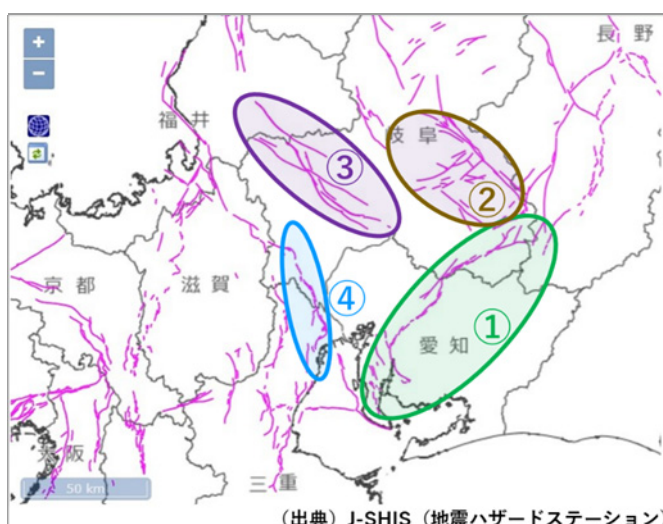 +
−
長野
福井
岐阜
③
②
④
京都
滋賀
①
愛知
大阪
三重
50 km
（出典）J-SHIS（地震ハザードステーション）